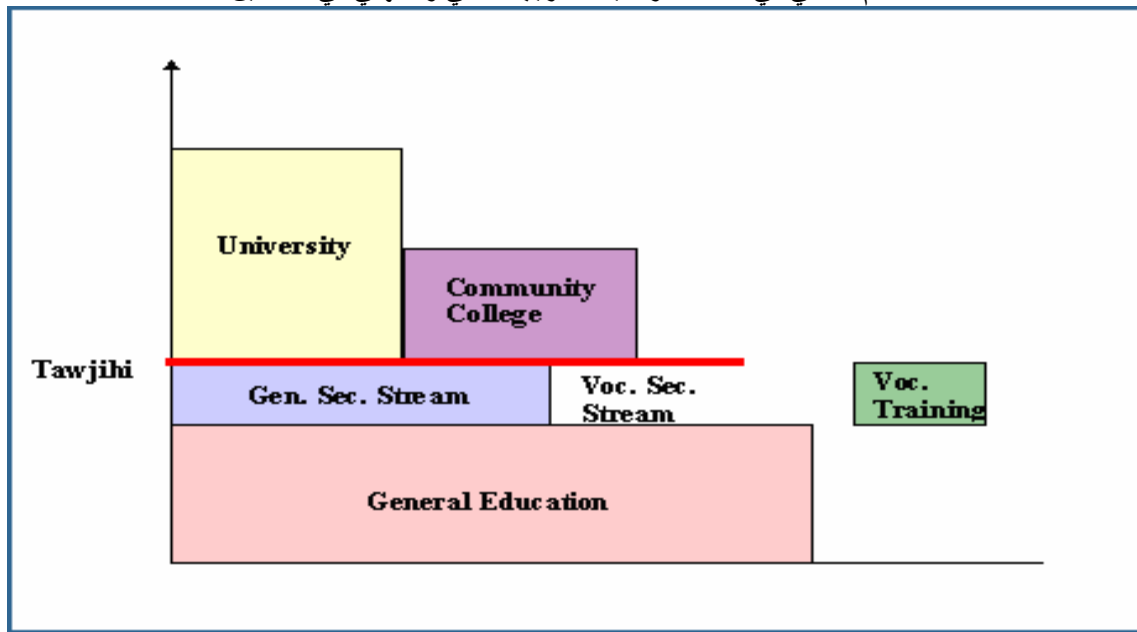 University
Community
College
Tawjihi
Gen. Sec. Stream
Voc. Sec.
Stream
Voc.
Training
General Education